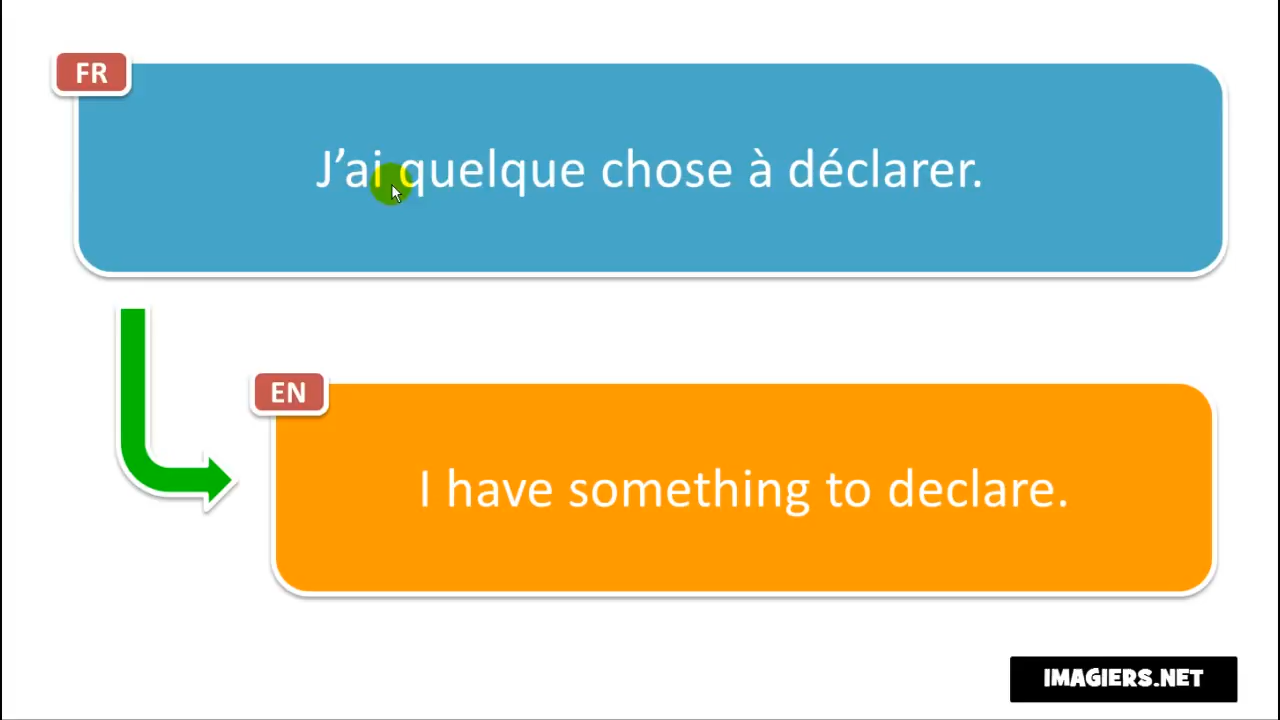 FR
J’ai quelque chose à déclarer.
EN
I have something to declare.
IMAGIERS.NET